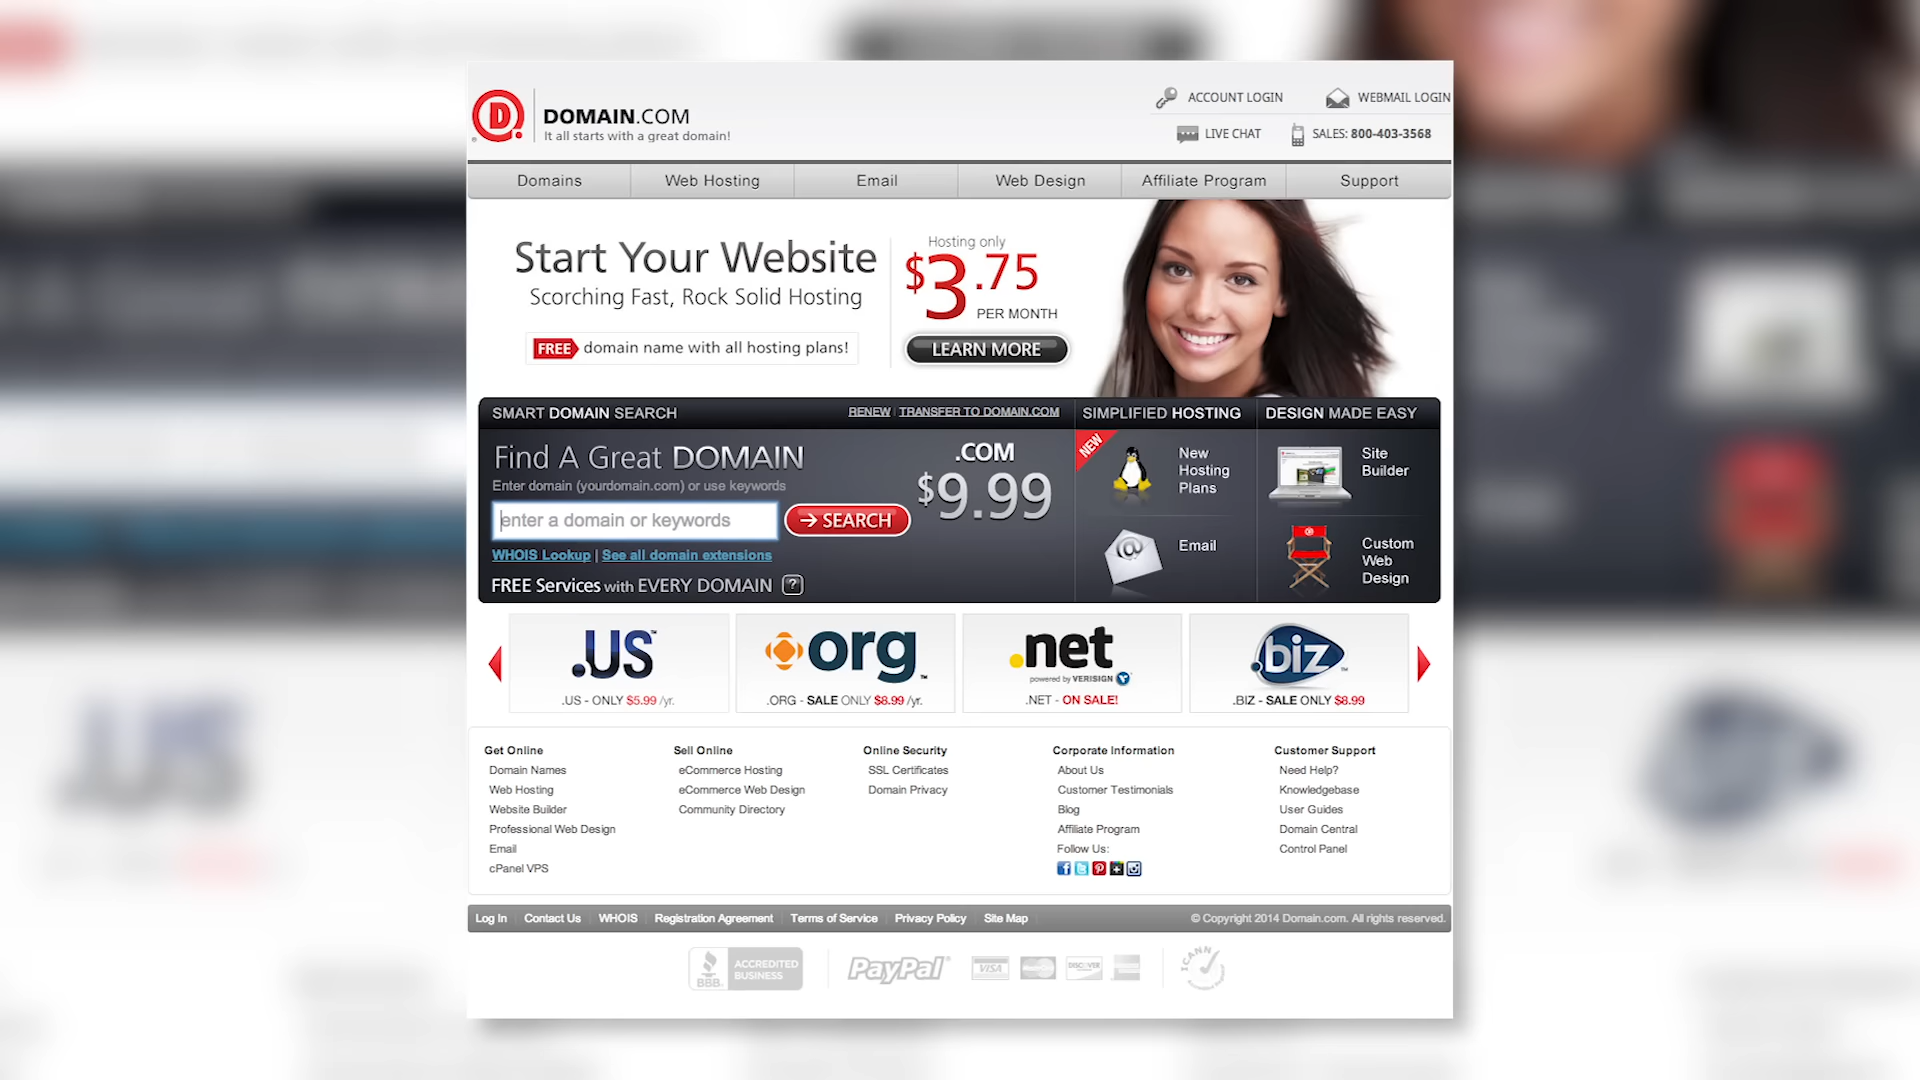 DOMAIN.COM
It all starts with a great domain!
ACCOUNT LOGIN
WEBMAIL LOGIN
LIVE CHAT
SALES: 800-403-3568
Domains
Web Hosting
Email
Web Design
Affiliate Program
Support
Start Your Website
Scorching Fast, Rock Solid Hosting
FREE domain name with all hosting plans!
Hosting only
$3.75
PER MONTH
LEARN MORE
SMART DOMAIN SEARCH
RENEW | TRANSFER TO DOMAIN.COM
SIMPLIFIED HOSTING
DESIGN MADE EASY
Find A Great DOMAIN
Enter domain (yourdomain.com) or use keywords
enter a domain or keywords
SEARCH
WHOIS Lookup | See all domain extensions
FREE Services with EVERY DOMAIN ?
.COM
$9.99
NEW
New
Hosting
Plans
Email
Site
Builder
Custom
Web
Design
.US™
.US - ONLY $5.99 /yr.
org™
.ORG - SALE ONLY $8.99 /yr.
.net
powered by VERISIGN
.NET - ON SALE!
.biz™
.BIZ - SALE ONLY $8.99
Get Online
Domain Names
Web Hosting
Website Builder
Professional Web Design
Email
cPanel VPS
Sell Online
eCommerce Hosting
eCommerce Web Design
Community Directory
Online Security
SSL Certificates
Domain Privacy
Corporate Information
About Us
Customer Testimonials
Blog
Affiliate Program
Follow Us:
Customer Support
Need Help?
Knowledgebase
User Guides
Domain Central
Control Panel
Log In
Contact Us
WHOIS
Registration Agreement
Terms of Service
Privacy Policy
Site Map
© Copyright 2014 Domain.com. All rights reserved.
BBB.
ACCREDITED
BUSINESS
PayPal
VISA
DISCOVER
ICANN